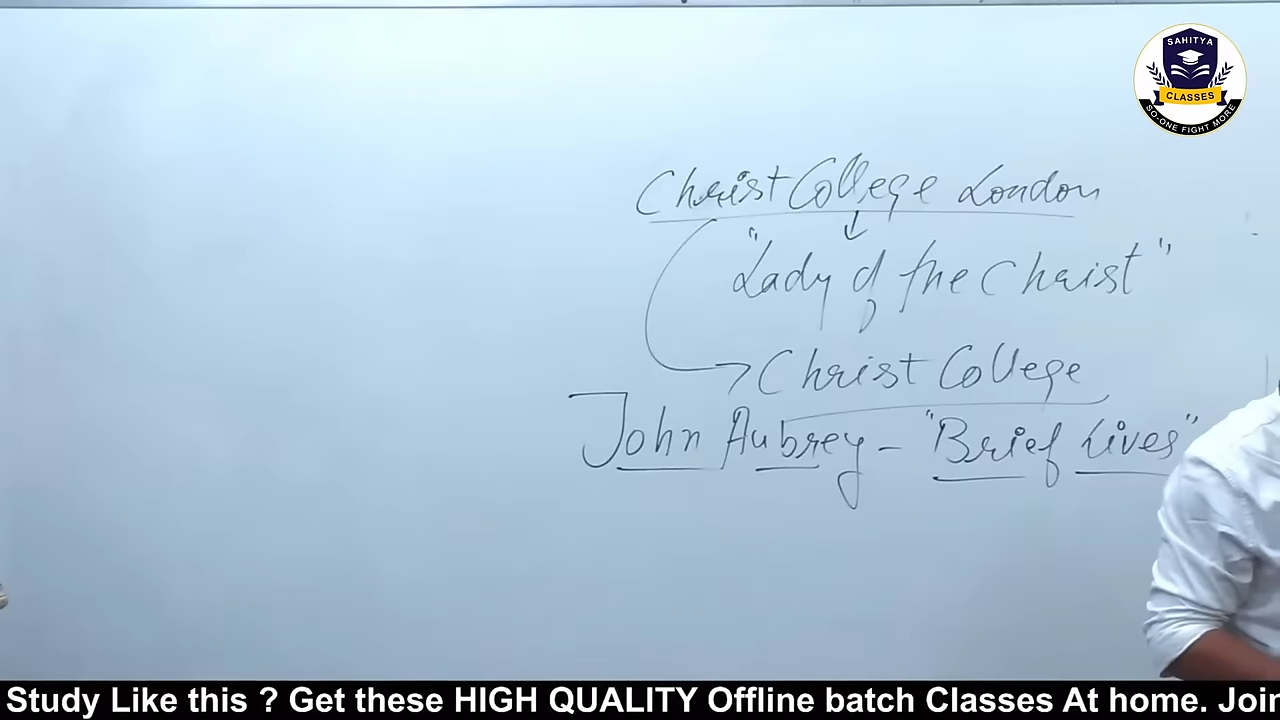 SAHITYA
CLASSES
SO-ONE FIGHT MORE
Christ College London
"Lady of the Christ"
Christ College
John Aubrey - "Brief Lives"
Study Like this ? Get these HIGH QUALITY Offline batch Classes At home. Join